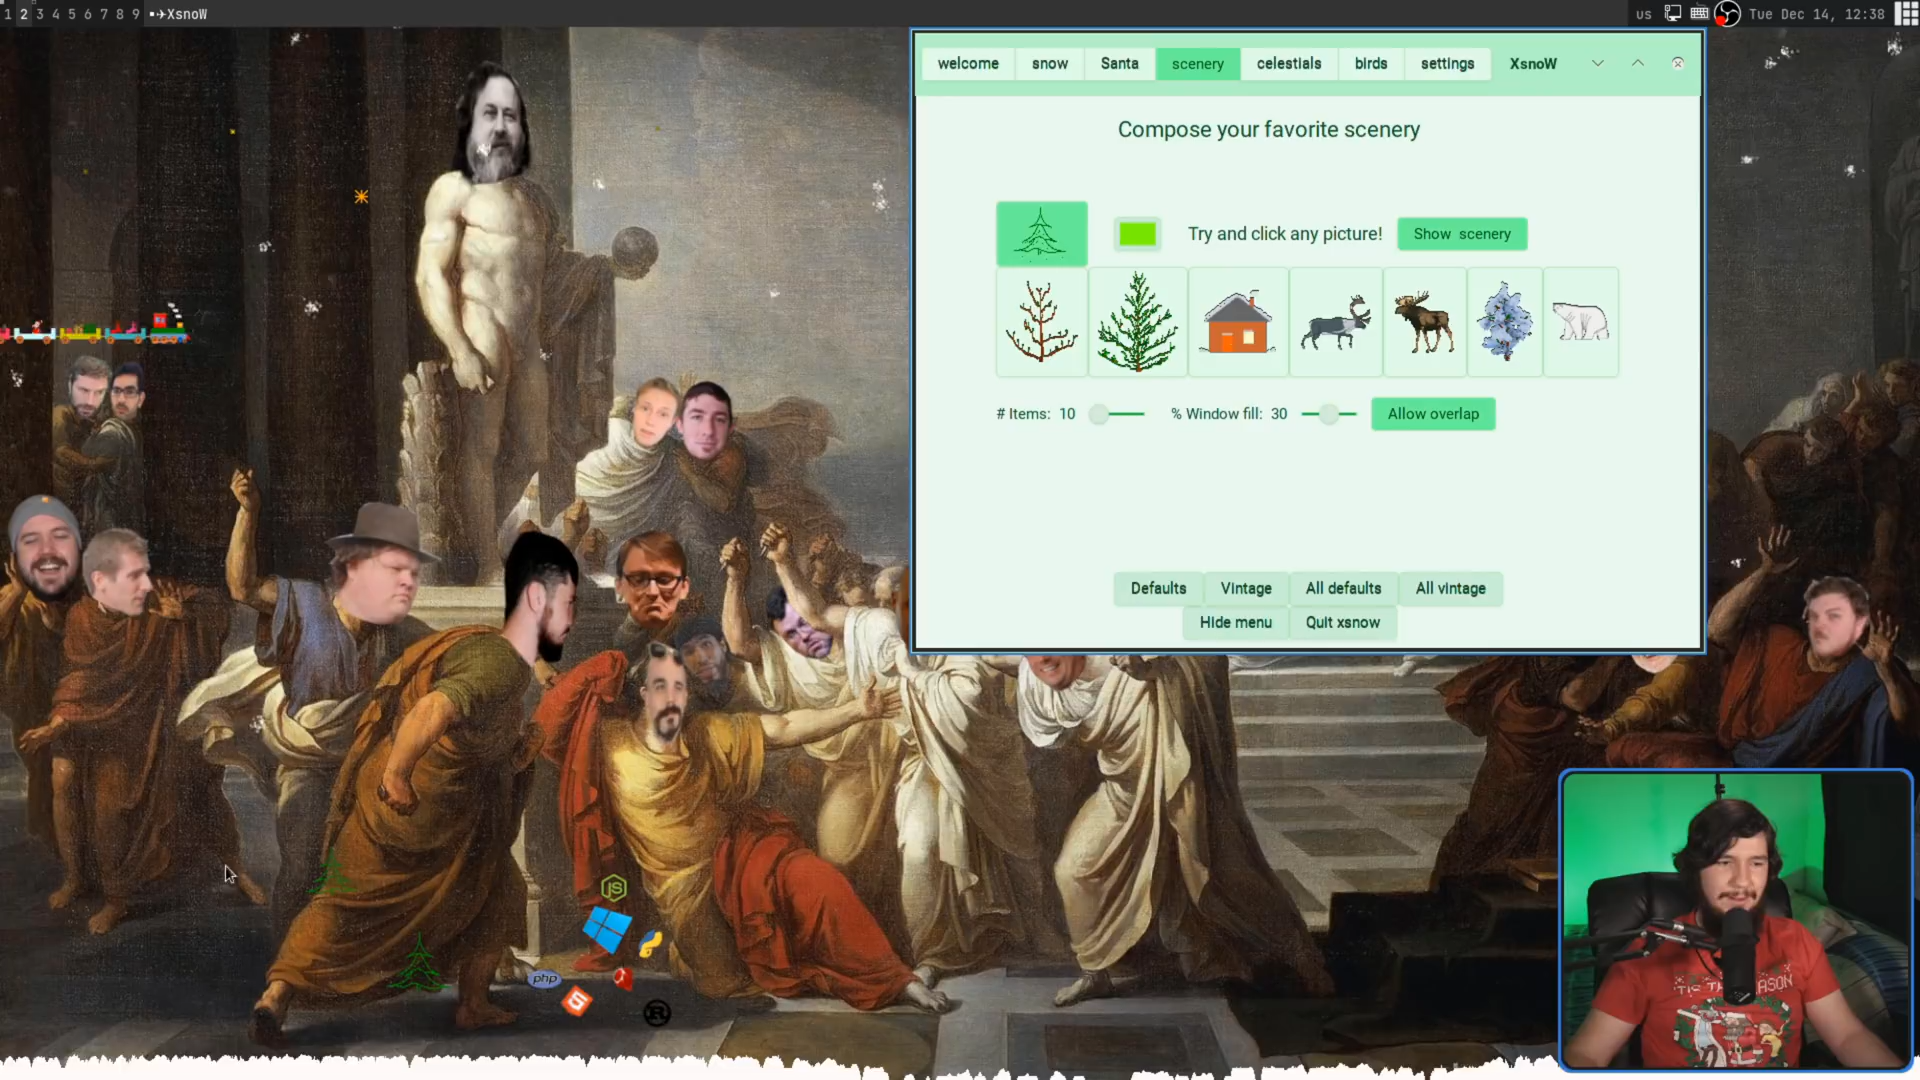 1 2 3 4 5 6 7 8 9 •✈XsnoW
us Tue Dec 14, 12:38
welcome snow Santa scenery celestials birds settings XsnoW
Compose your favorite scenery
Try and click any picture! Show scenery
# Items: 10 % Window fill: 30 Allow overlap
Defaults Vintage All defaults All vintage
Hide menu Quit xsnow
JS
php
5
R